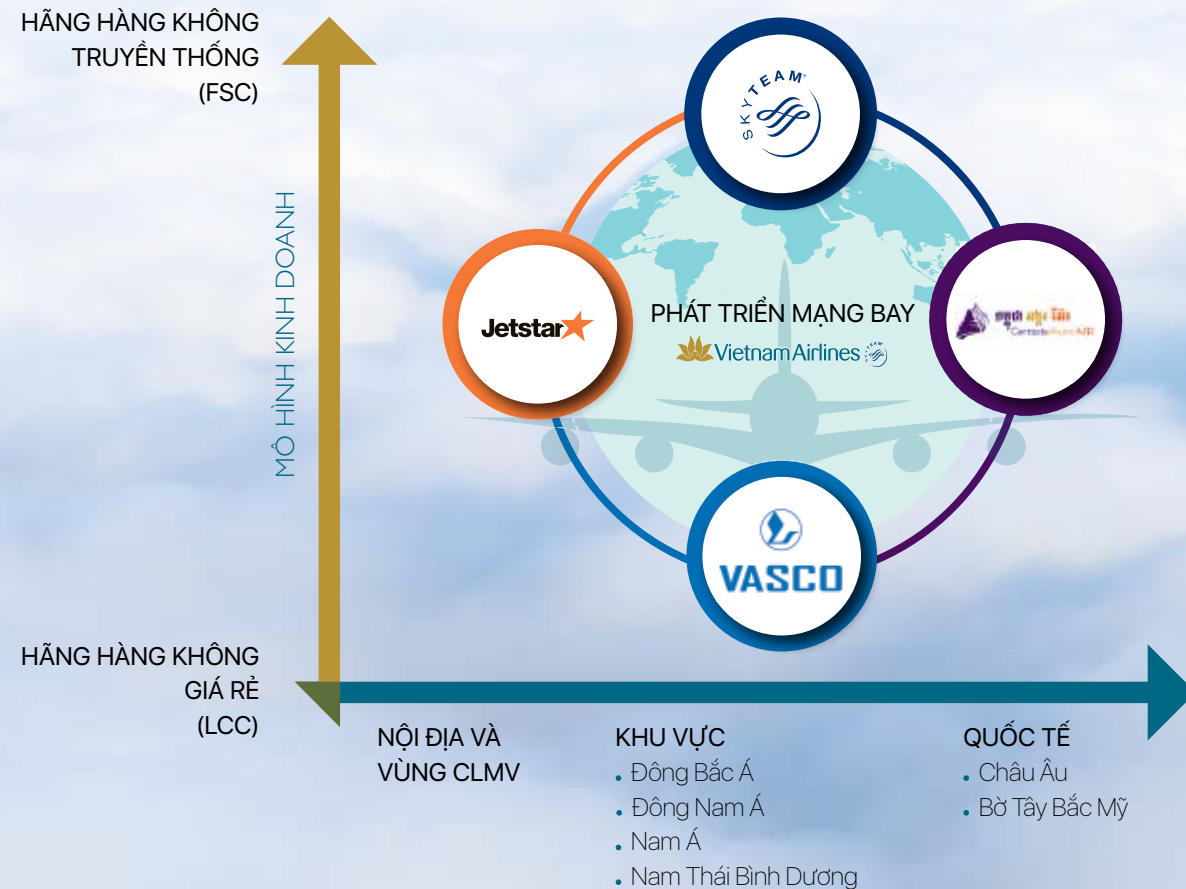 HÃNG HÀNG KHÔNG
TRUYỀN THỐNG
(FSC)
MÔ HÌNH KINH DOANH
SKYTEAM
Jetstar
PHÁT TRIỂN MẠNG BAY
Vietnam Airlines
VASCO
HÃNG HÀNG KHÔNG
GIÁ RẺ
(LCC)
NỘI ĐỊA VÀ
VÙNG CLMV
KHU VỰC
• Đông Bắc Á
• Đông Nam Á
• Nam Á
• Nam Thái Bình Dương
QUỐC TẾ
• Châu Âu
• Bờ Tây Bắc Mỹ